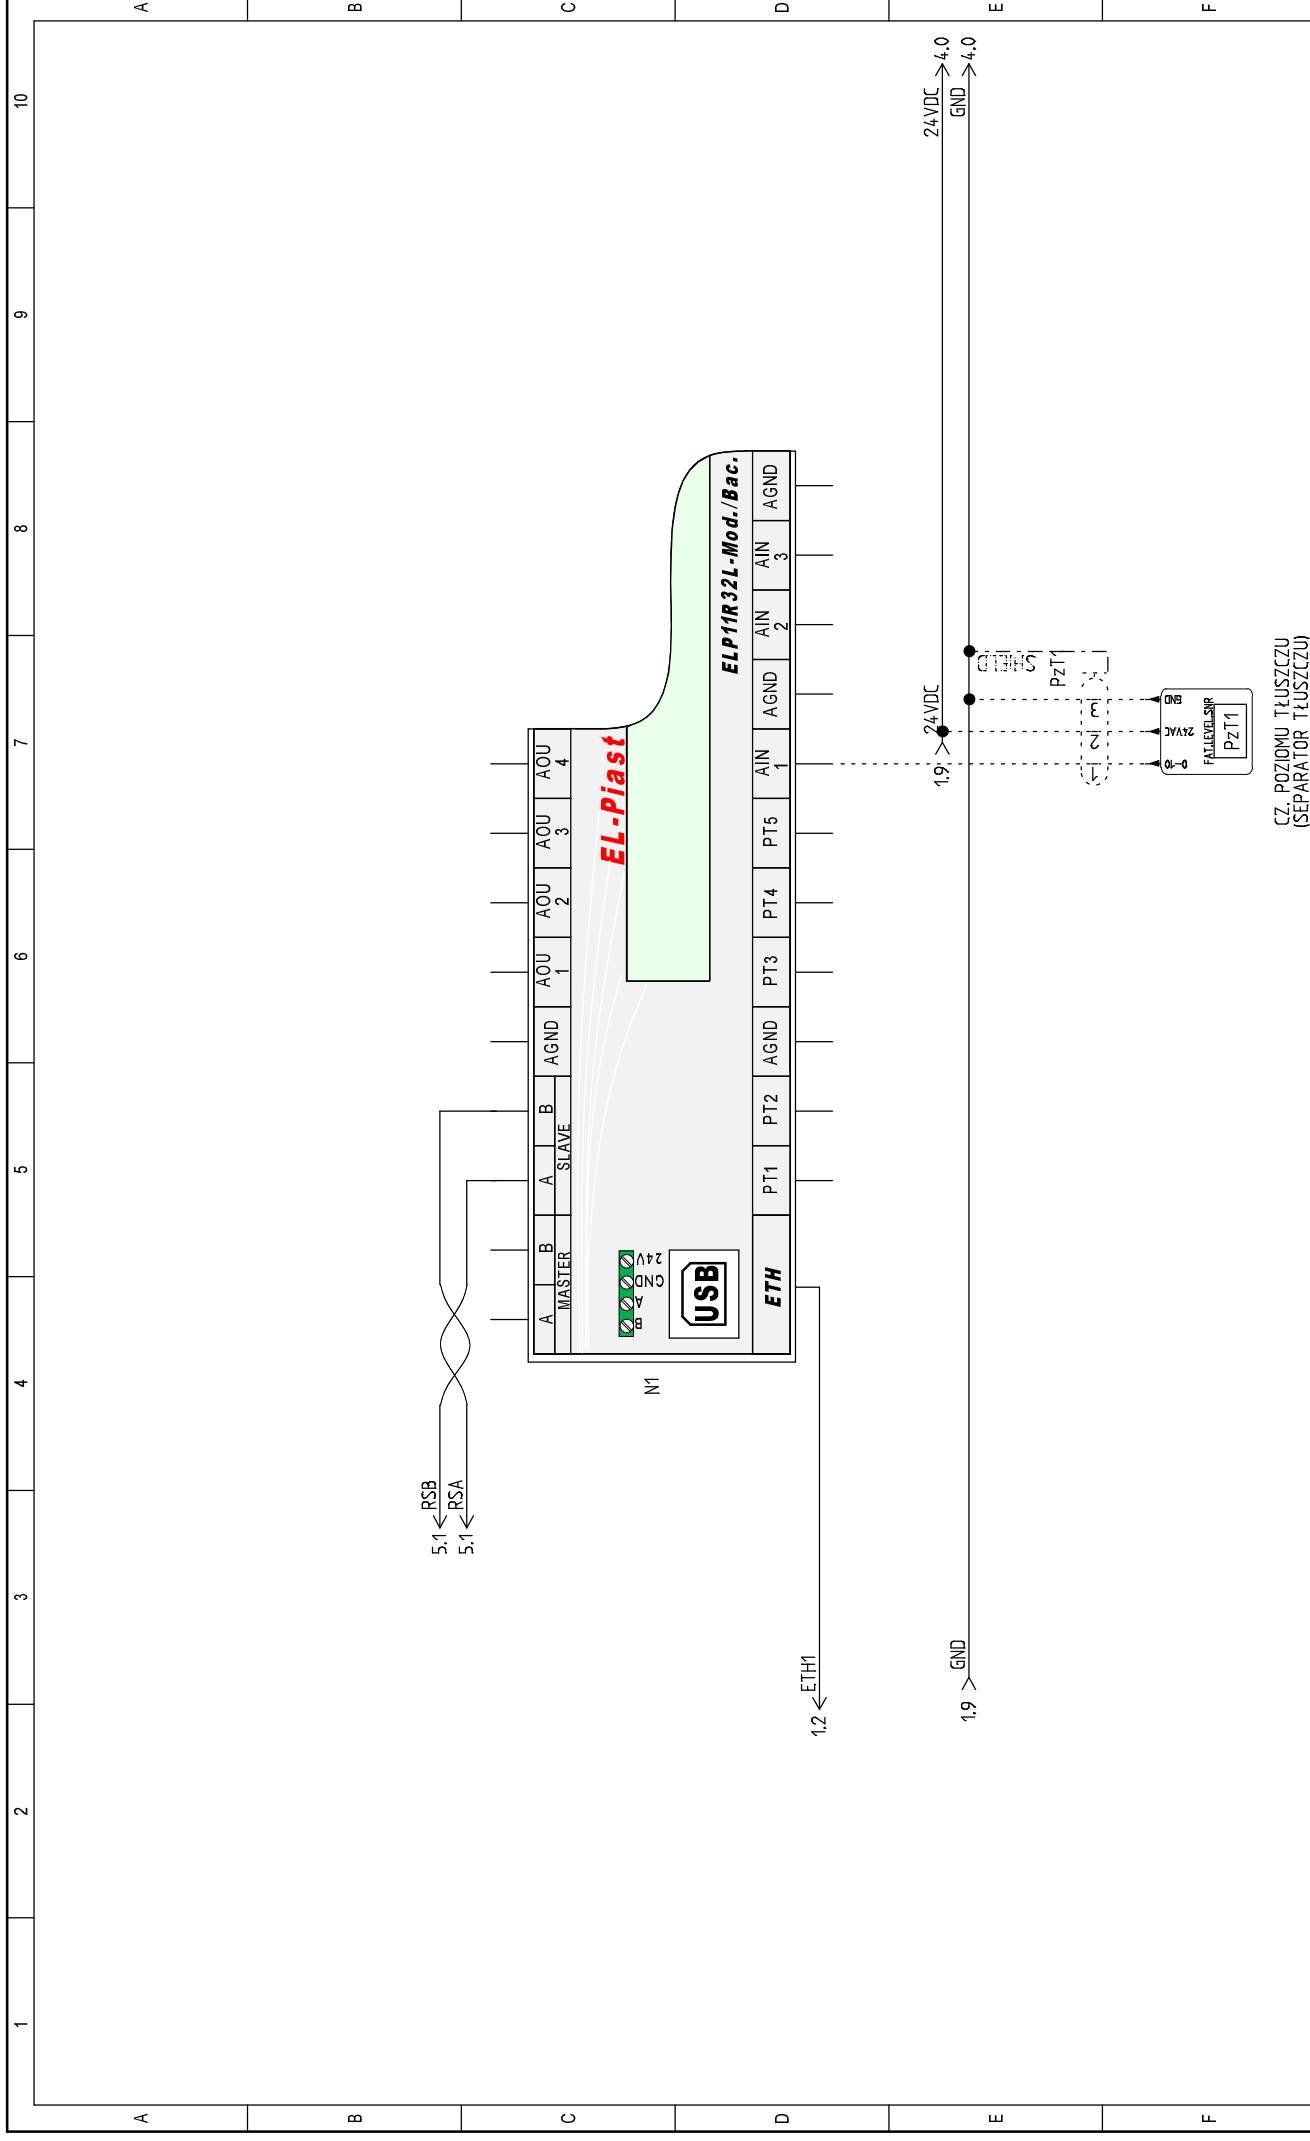 1 2 3 4 5 6 7 8 9 10
A
A
B
B
C
C
D
D
E
E
F
F
5.1 RSB
5.1 RSA
A B A B AGND AOU 1 AOU 2 AOU 3 AOU 4
MASTER SLAVE
EL-Piast
B A GND 24V
N1
USB
ELP11R32L-Mod./Bac.
ETH PT1 PT2 AGND PT3 PT4 PT5 AIN 1 AGND AIN 2 AIN 3 AGND
1.2 ETH1
1.9 24VDC 24VDC 4.0
1.9 GND GND 4.0
SHIELD
PzT1
1 2 3
0-10 24VAC GND
FAT.LEVEL.SNR
PzT1
CZ. POZIOMU TŁUSZCZU
(SEPARATOR TŁUSZCZU)